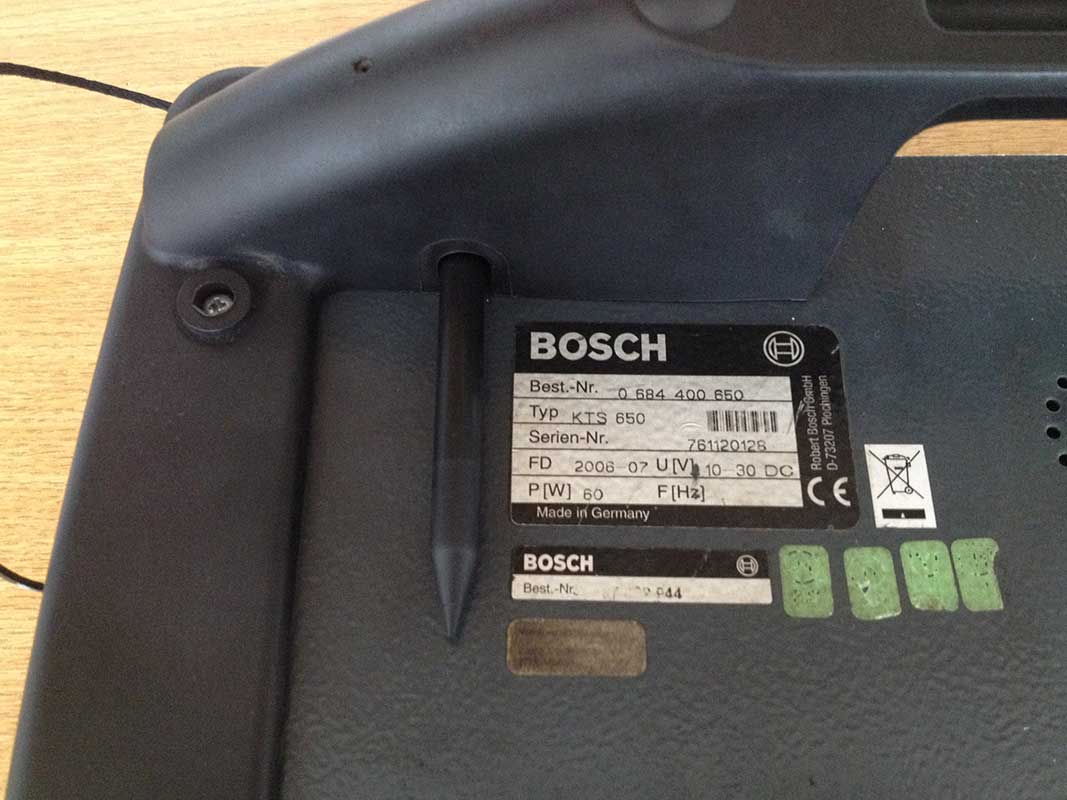 BOSCH
Best.-Nr. 0 684 400 650
Typ KTS 650
Serien-Nr. 761120128
FD 2006-07 U[V] 10-30 DC
P[W] 60 F[Hz]
Made in Germany
Robert Bosch GmbH
D-73207 Plochingen
CE
BOSCH
Best.-Nr. 944